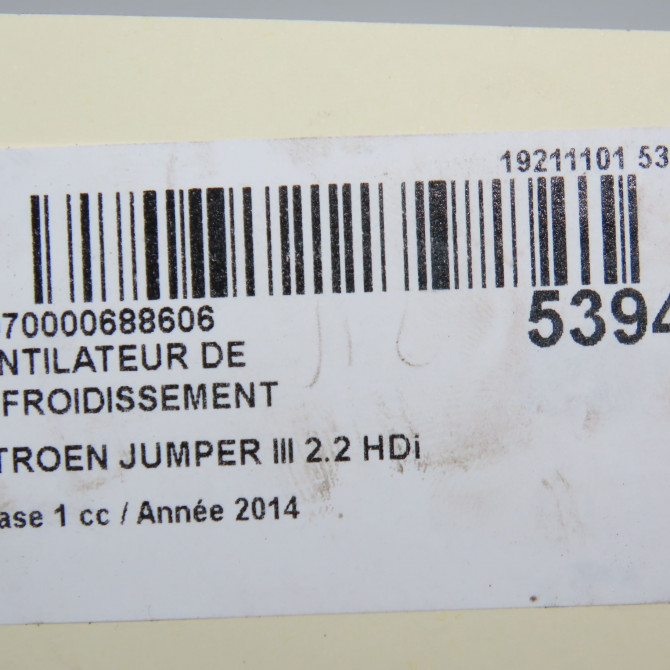 19211101 53
70000688606
5394
NTILATEUR DE
FROIDISSEMENT
TROEN JUMPER III 2.2 HDi
ase 1 cc / Année 2014